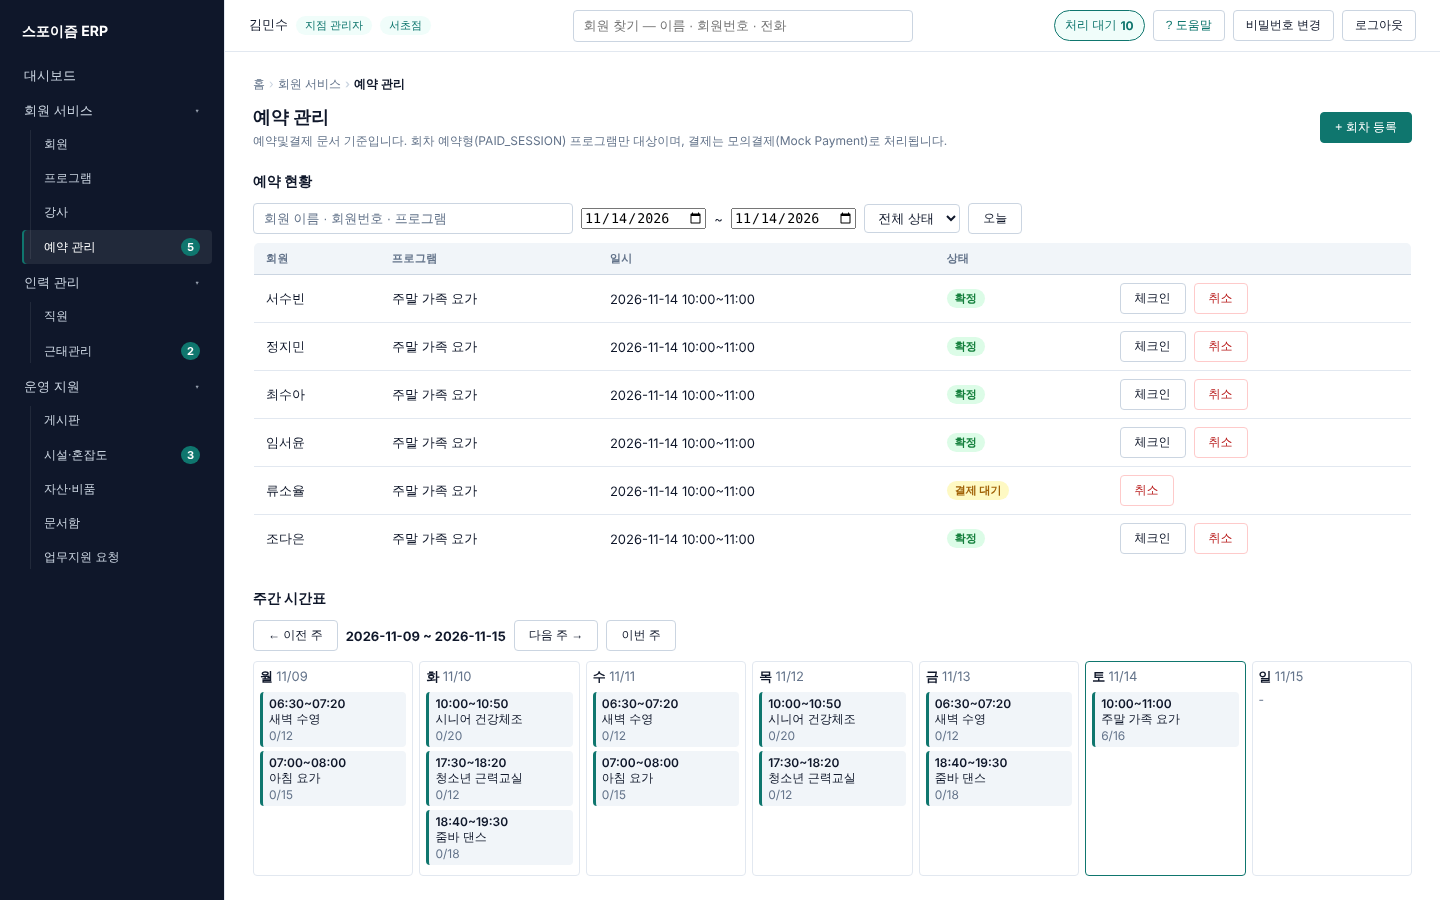 스포이즘 ERP
대시보드
회원 서비스
회원
프로그램
강사
예약 관리 5
인력 관리
직원
근태관리 2
운영 지원
게시판
시설·혼잡도 3
자산·비품
문서함
업무지원 요청
김민수 지점 관리자 서초점
회원 찾기 — 이름 · 회원번호 · 전화
처리 대기 10
? 도움말
비밀번호 변경
로그아웃
홈 › 회원 서비스 › 예약 관리
예약 관리
예약및결제 문서 기준입니다. 회차 예약형(PAID_SESSION) 프로그램만 대상이며, 결제는 모의결제(Mock Payment)로 처리됩니다.
+ 회차 등록
예약 현황
회원 이름 · 회원번호 · 프로그램 11/14/2026 ~ 11/14/2026 전체 상태 오늘
회원 프로그램 일시 상태
서수빈 주말 가족 요가 2026-11-14 10:00~11:00 확정 체크인 취소
정지민 주말 가족 요가 2026-11-14 10:00~11:00 확정 체크인 취소
최수아 주말 가족 요가 2026-11-14 10:00~11:00 확정 체크인 취소
임서윤 주말 가족 요가 2026-11-14 10:00~11:00 확정 체크인 취소
류소율 주말 가족 요가 2026-11-14 10:00~11:00 결제 대기 취소
조다은 주말 가족 요가 2026-11-14 10:00~11:00 확정 체크인 취소
주간 시간표
← 이전 주 2026-11-09 ~ 2026-11-15 다음 주 → 이번 주
월 11/09
06:30~07:20
새벽 수영
0/12
07:00~08:00
아침 요가
0/15
화 11/10
10:00~10:50
시니어 건강체조
0/20
17:30~18:20
청소년 근력교실
0/12
18:40~19:30
줌바 댄스
0/18
수 11/11
06:30~07:20
새벽 수영
0/12
07:00~08:00
아침 요가
0/15
목 11/12
10:00~10:50
시니어 건강체조
0/20
17:30~18:20
청소년 근력교실
0/12
금 11/13
06:30~07:20
새벽 수영
0/12
18:40~19:30
줌바 댄스
0/18
토 11/14
10:00~11:00
주말 가족 요가
6/16
일 11/15
-